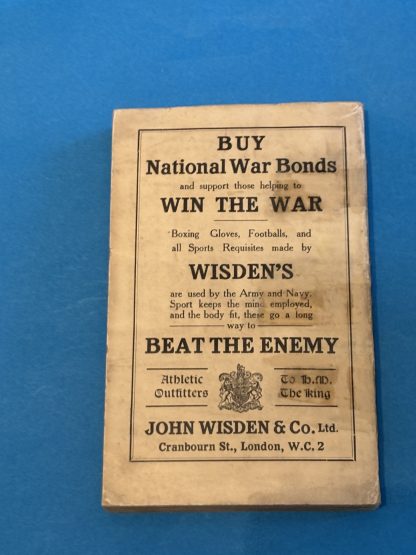 BUY
National War Bonds
and support those helping to
WIN THE WAR
Boxing Gloves, Footballs, and
all Sports Requisites made by
WISDEN'S
are used by the Army and Navy.
Sport keeps the mind employed,
and the body fit, these go a long
way to
BEAT THE ENEMY
Athletic
Outfitters
To H.M.
The King
JOHN WISDEN & Co. Ltd.
Cranbourn St., London, W.C. 2